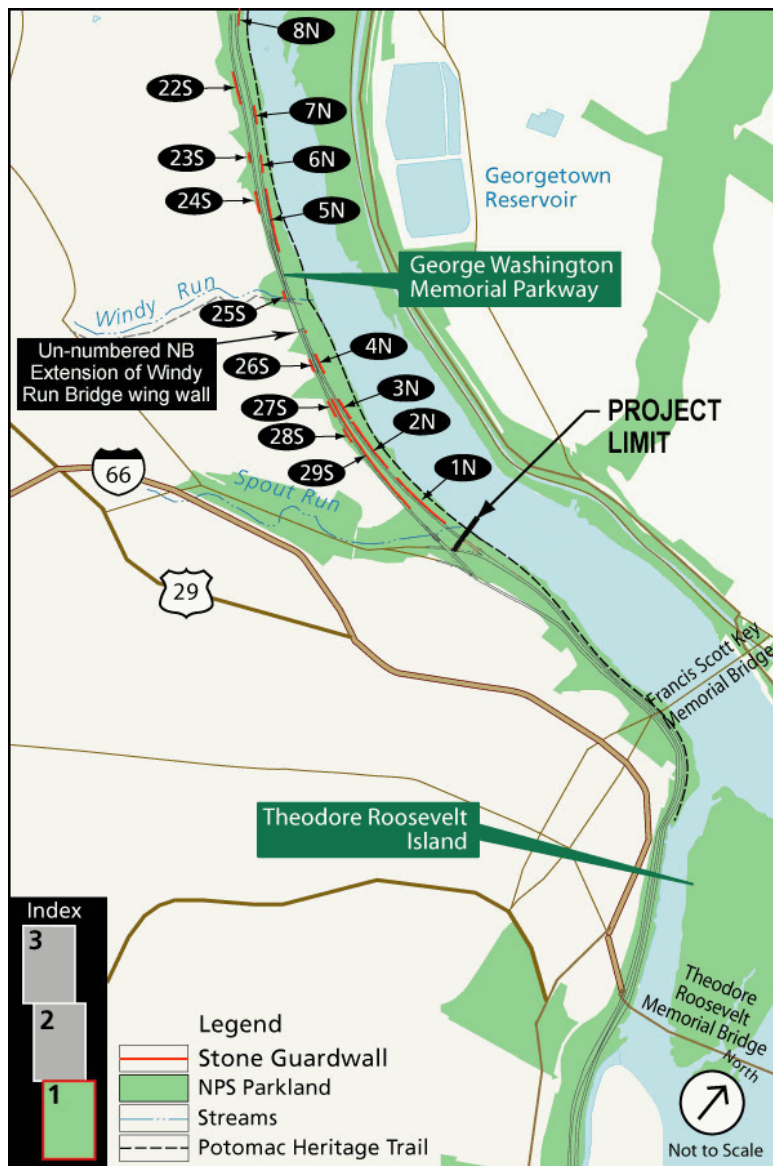 8N
22S
7N
23S
6N
24S
5N
Georgetown
Reservoir
George Washington
Memorial Parkway
Windy Run
25S
Un-numbered NB
Extension of Windy
Run Bridge wing wall
4N
26S
3N
27S
2N
28S
29S
1N
PROJECT
LIMIT
66
Spout Run
29
Francis Scott Key
Memorial Bridge
Theodore Roosevelt
Island
Theodore
Roosevelt
Memorial Bridge
Index
3
2
1
Legend
Stone Guardwall
NPS Parkland
Streams
Potomac Heritage Trail
North
Not to Scale